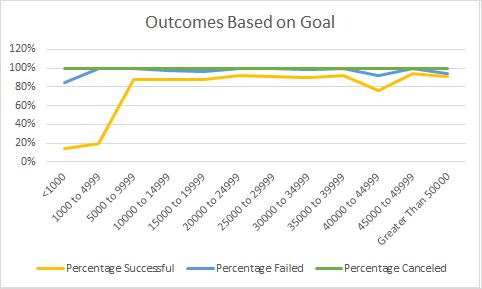 Outcomes Based on Goal
120%
100%
80%
60%
40%
20%
0%
<1000
1000 to 4999
5000 to 9999
10000 to 14999
15000 to 19999
20000 to 24999
25000 to 29999
30000 to 34999
35000 to 39999
40000 to 44999
45000 to 49999
Greater Than 50000
Percentage Successful Percentage Failed Percentage Canceled